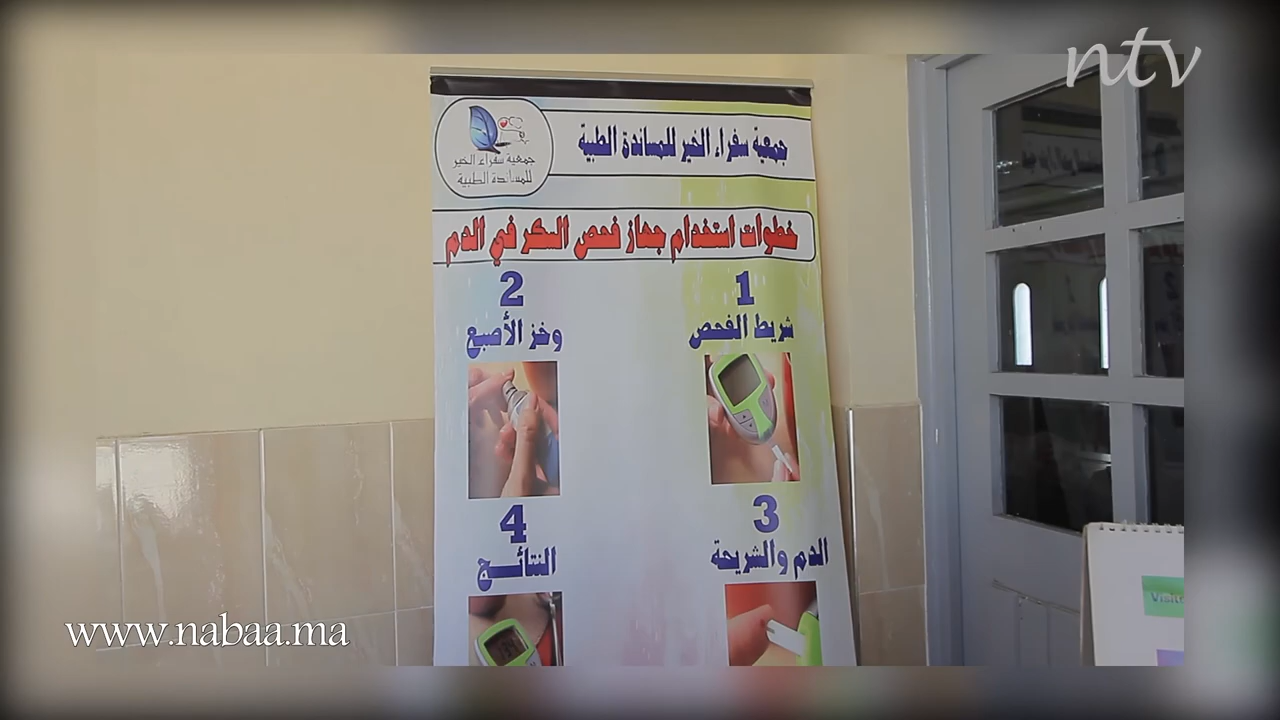 ntv
جمعية سفراء الخير للمساندة الطبية
جمعية سفراء الخير
للمساندة الطبية
خطوات استخدام جهاز فحص السكر في الدم
1
شريط الفحص
2
وخز الأصبع
3
الدم والشريحة
4
النتائج
www.nabaa.ma